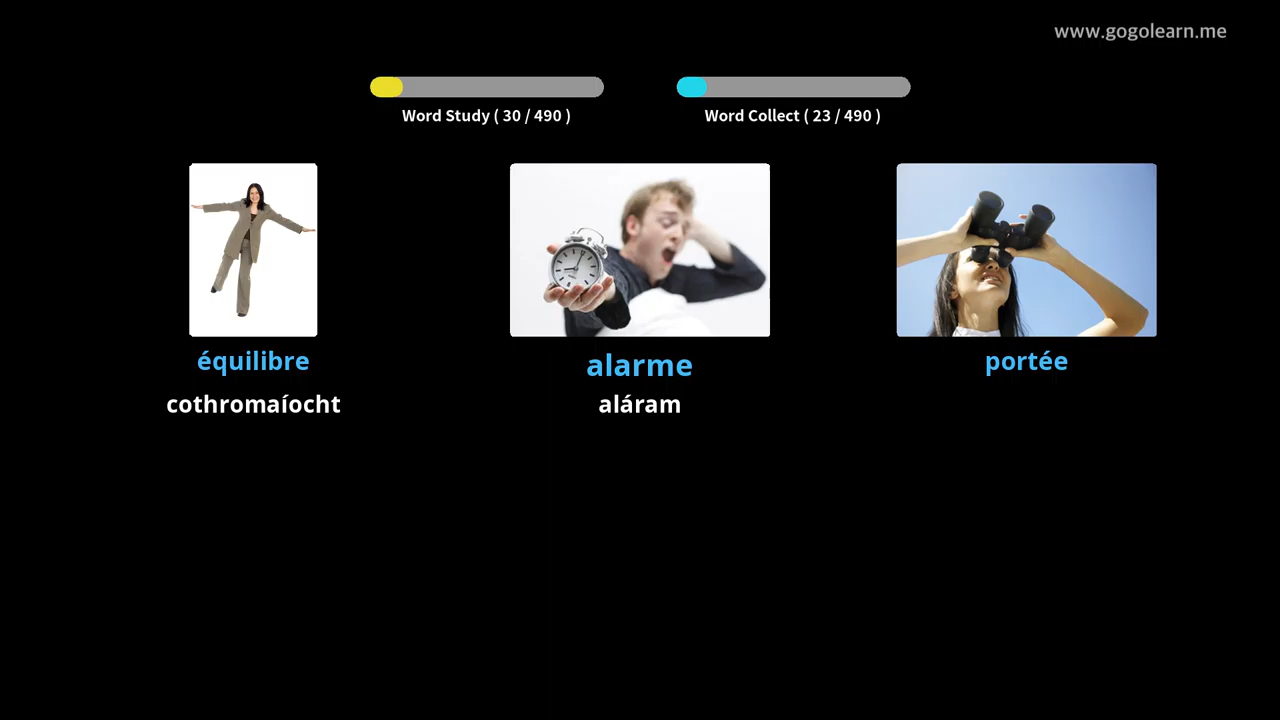 www.gogolearn.me
Word Study ( 30 / 490 )
Word Collect ( 23 / 490 )
équilibre
alarme
portée
cothromaíocht
aláram